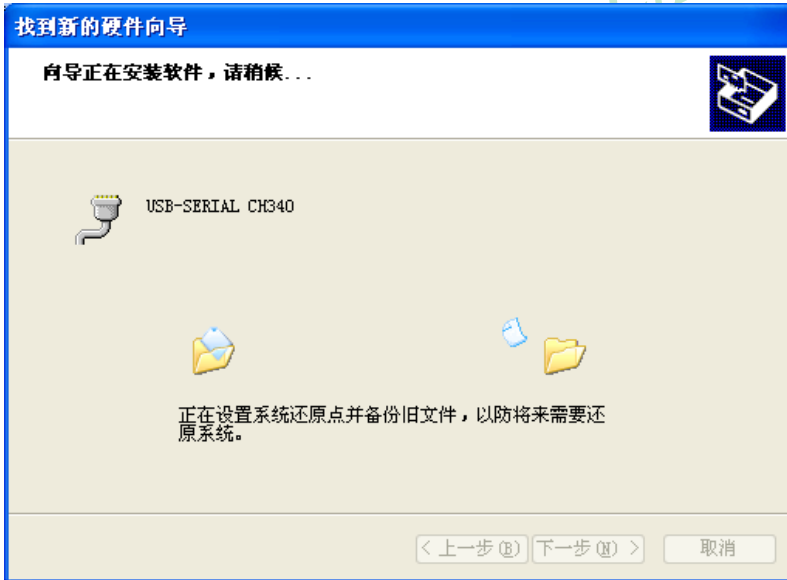 找到新的硬件向导
向导正在安装软件，请稍候...
USB-SERIAL CH340
正在设置系统还原点并备份旧文件，以防将来需要还
原系统。
< 上一步(B) 下一步(N) > 取消